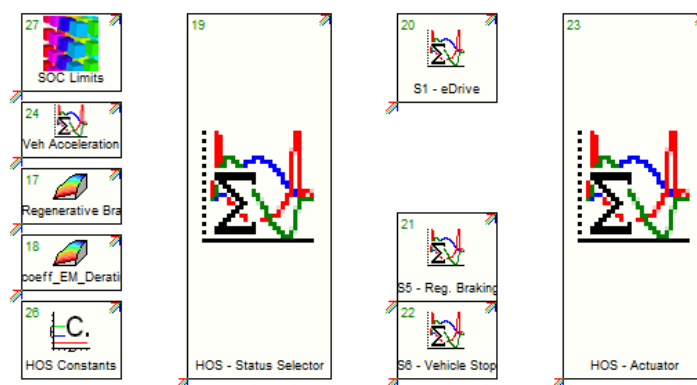 27
SOC Limits
24
Veh Acceleration
17
Regenerative Bra
18
poeff_EM_Derati
26
C.
HOS Constants
19
HOS - Status Selector
20
S1 - eDrive
21
S5 - Reg. Braking
22
S6 - Vehicle Stop
23
HOS - Actuator